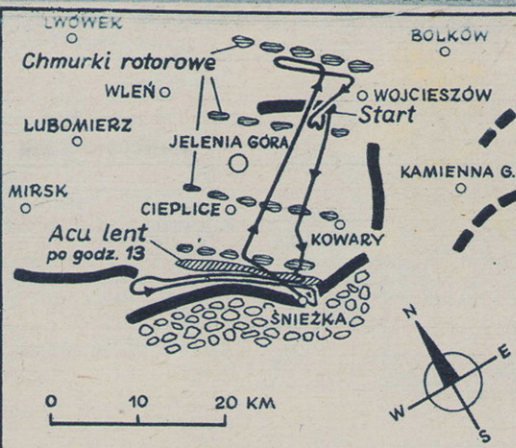 LWÓWEK
BOLKÓW
Chmurki rotorowe
WLEŃ
WOJCIESZÓW
Start
LUBOMIERZ
JELENIA GÓRA
KAMIENNA G.
MIRSK
CIEPLICE
Acu lent
po godz. 13
KOWARY
ŚNIEŻKA
N
E
W
S
0 10 20 KM